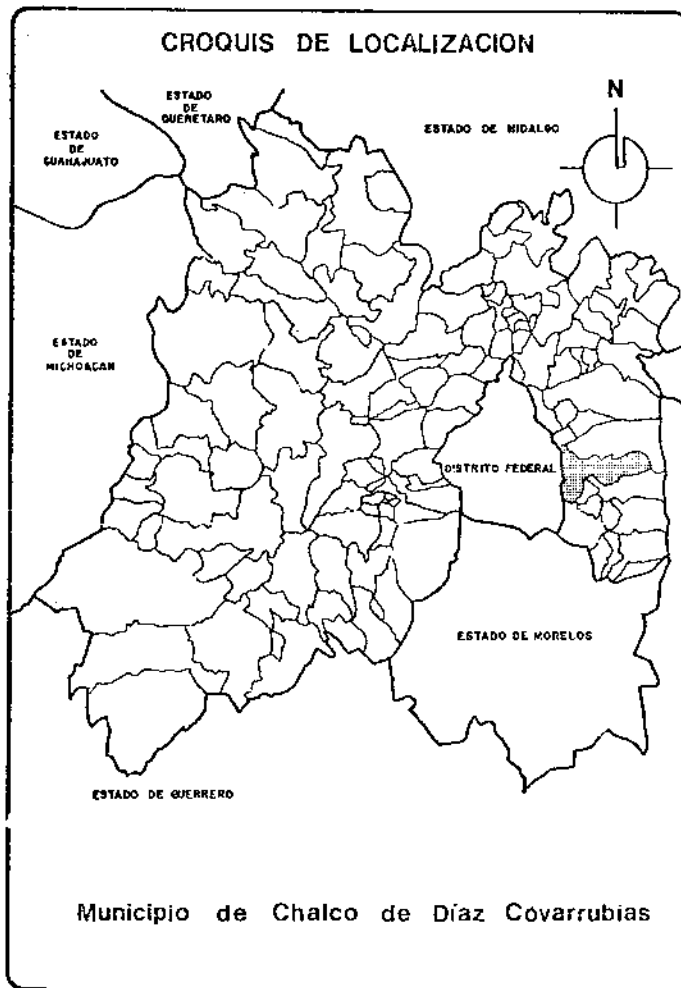 CROQUIS DE LOCALIZACION
N
ESTADO
DE
QUERETARO
ESTADO DE HIDALGO
ESTADO
DE
GUANAJUATO
ESTADO
DE
MICHOACAN
DISTRITO FEDERAL
ESTADO DE MORELOS
ESTADO DE GUERRERO
Municipio de Chalco de Díaz Covarrubias